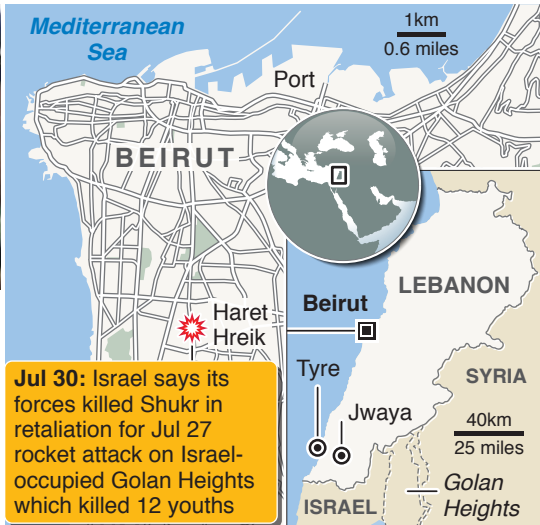 Mediterranean
Sea
1km
0.6 miles
Port
BEIRUT
Haret
Hreik
Jul 30: Israel says its
forces killed Shukr in
retaliation for Jul 27
rocket attack on Israel-
occupied Golan Heights
which killed 12 youths
LEBANON
Beirut
SYRIA
Tyre
Jwaya
40km
25 miles
Golan
Heights
ISRAEL